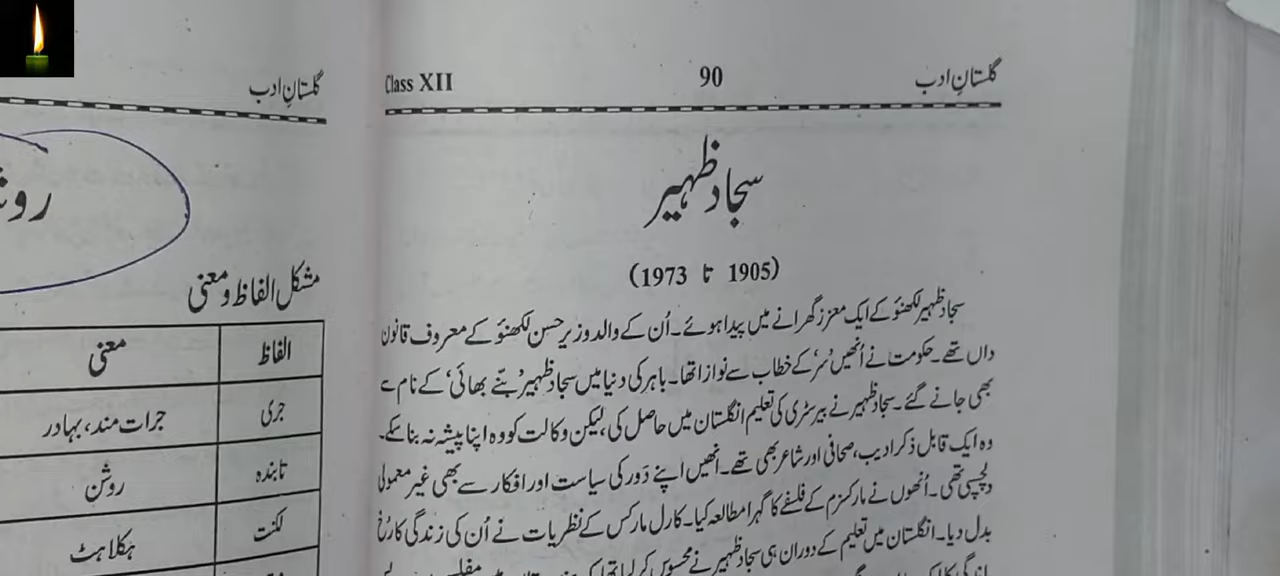 گلستانِ ادب 90 Class XII
سجاد ظہیر
(1905 تا 1973)
سجاد ظہیر لکھنؤ کے ایک معزز گھرانے میں پیدا ہوئے۔ اُن کے والد وزیر حسن لکھنؤ کے معروف قانون
داں تھے۔ حکومت نے اُنھیں 'سر' کے خطاب سے نوازا تھا۔ باہر کی دنیا میں سجاد ظہیر 'بنّے بھائی' کے نام سے
بھی جانے گئے۔ سجاد ظہیر نے بیرسٹری کی تعلیم انگلستان میں حاصل کی، لیکن وکالت کو وہ اپنا پیشہ نہ بنا سکے۔
وہ ایک قابل ذکر ادیب، صحافی اور شاعر بھی تھے۔ انھیں اپنے دَور کی سیاست اور افکار سے بھی غیر معمولی
دلچسپی تھی۔ اُنھوں نے مارکسزم کے فلسفے کا گہرا مطالعہ کیا۔ کارل مارکس کے نظریات نے اُن کی زندگی کا رُخ
بدل دیا۔ انگلستان میں تعلیم کے دوران ہی سجاد ظہیر نے محسوس کر لیا تھا کہ
گلستانِ ادب
مشکل الفاظ و معنی
الفاظ معنی
جری جرات مند، بہادر
تابندہ روشن
لکنت ہکلاہٹ